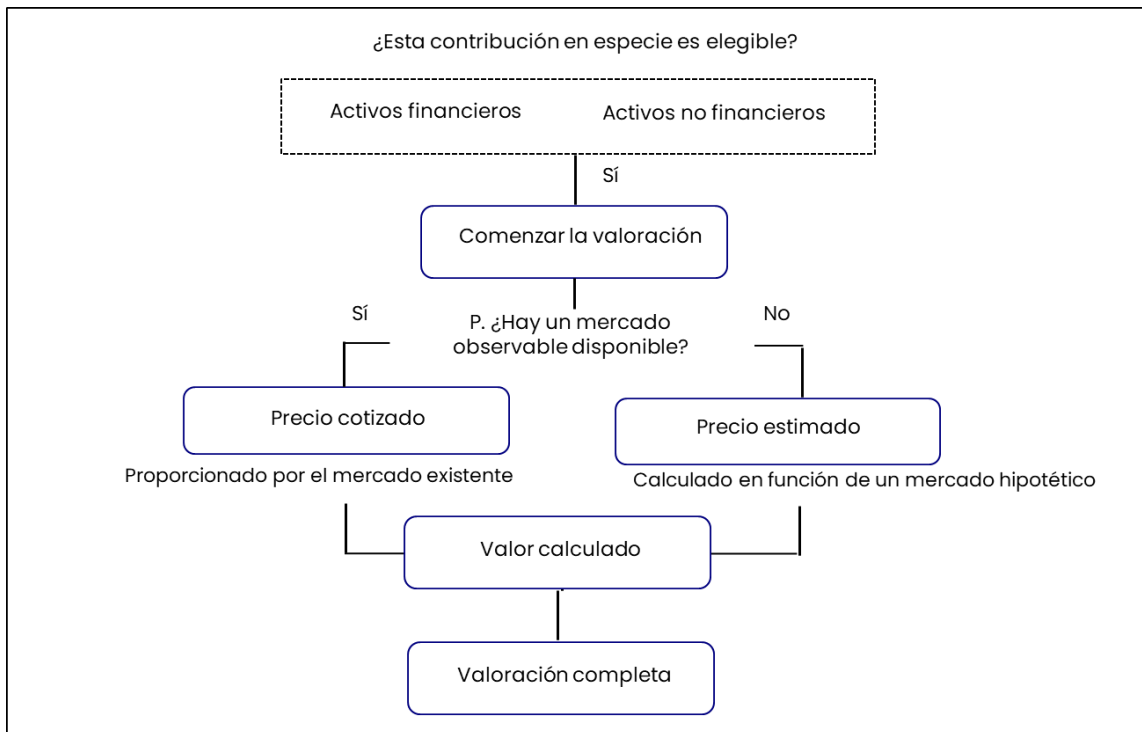 ¿Esta contribución en especie es elegible?
Activos financieros
Activos no financieros
Sí
Comenzar la valoración
Sí
P. ¿Hay un mercado
observable disponible?
No
Precio cotizado
Precio estimado
Proporcionado por el mercado existente
Calculado en función de un mercado hipotético
Valor calculado
Valoración completa